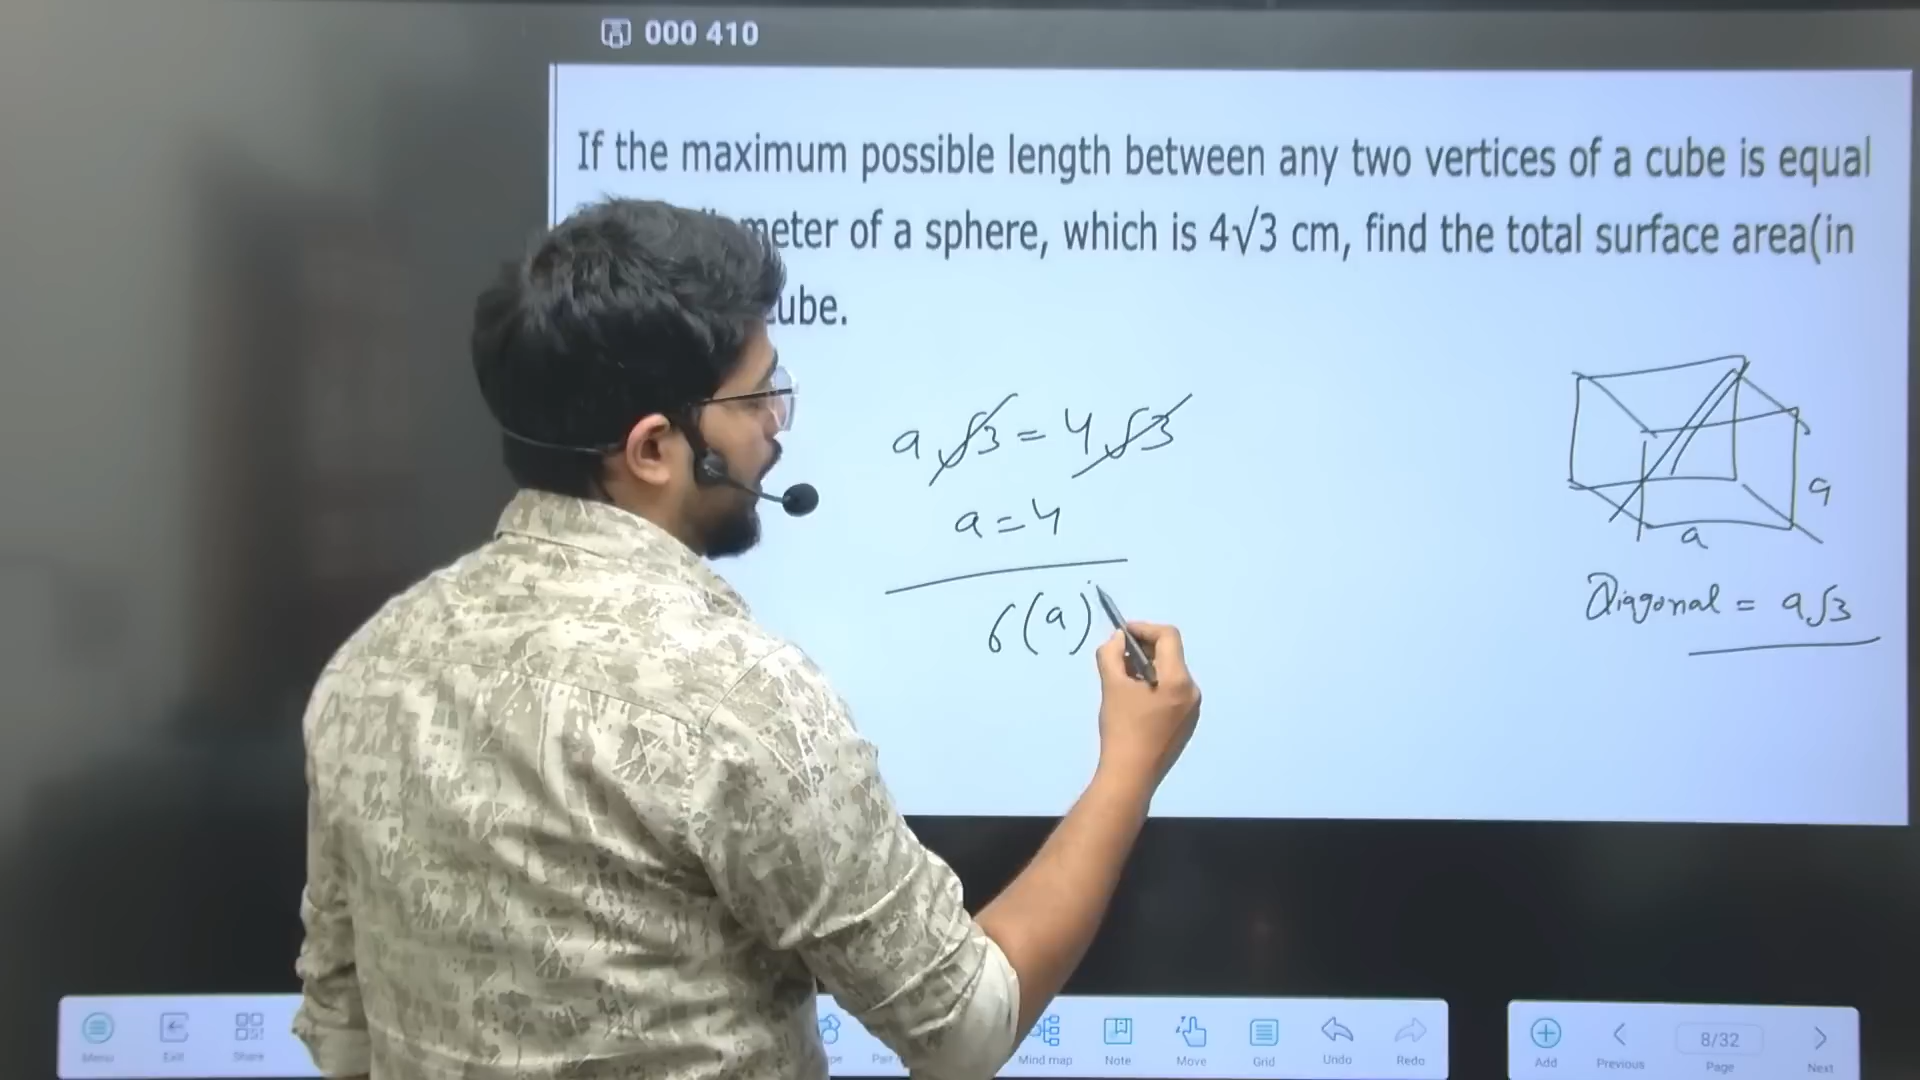 000 410
If the maximum possible length between any two vertices of a cube is equal
meter of a sphere, which is 4√3 cm, find the total surface area(in
ube.
a√3 = 4√3
a = 4
6(a)
a
a
Diagonal = a√3
Menu
Exit
Share
Mind map
Note
Move
Grid
Undo
Redo
Add
Previous
8/32
Page
Next